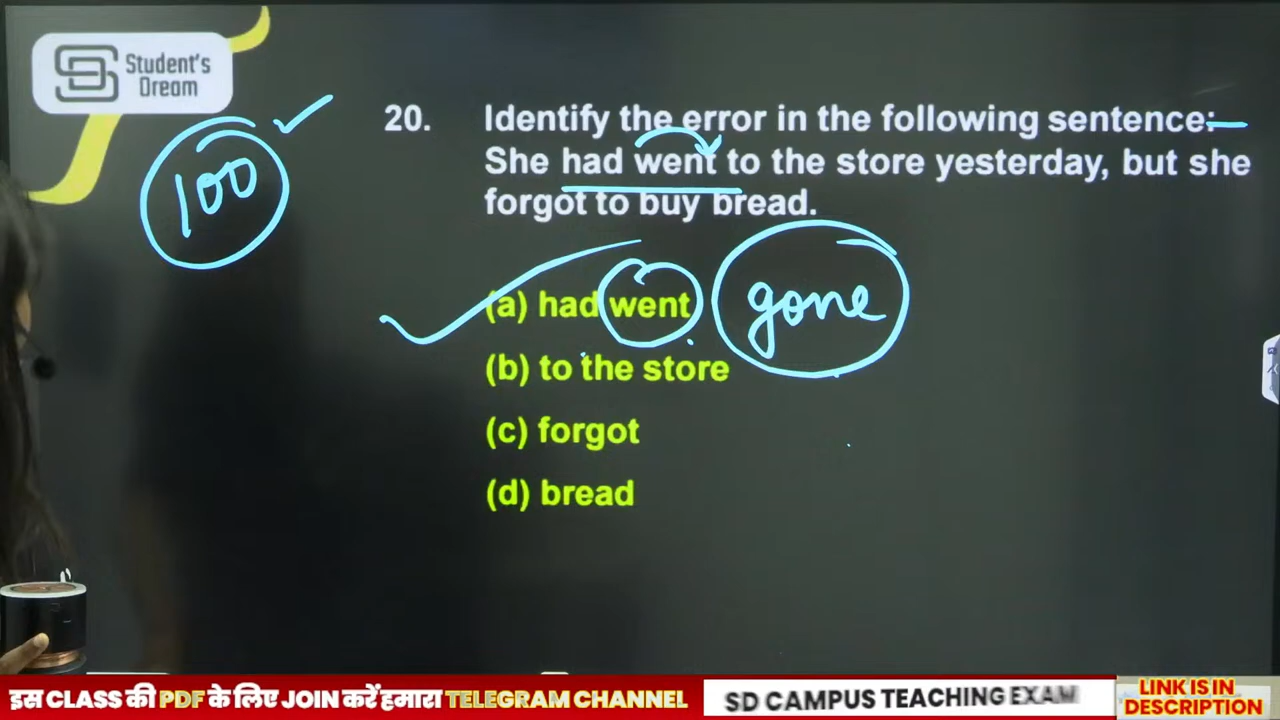 Student's
Dream
100
20. Identify the error in the following sentence:
She had went to the store yesterday, but she
forgot to buy bread.
(a) had went gone
(b) to the store
(c) forgot
(d) bread
इस CLASS की PDF के लिए JOIN करें हमारा TELEGRAM CHANNEL
SD CAMPUS TEACHING EXAM
LINK IS IN
DESCRIPTION